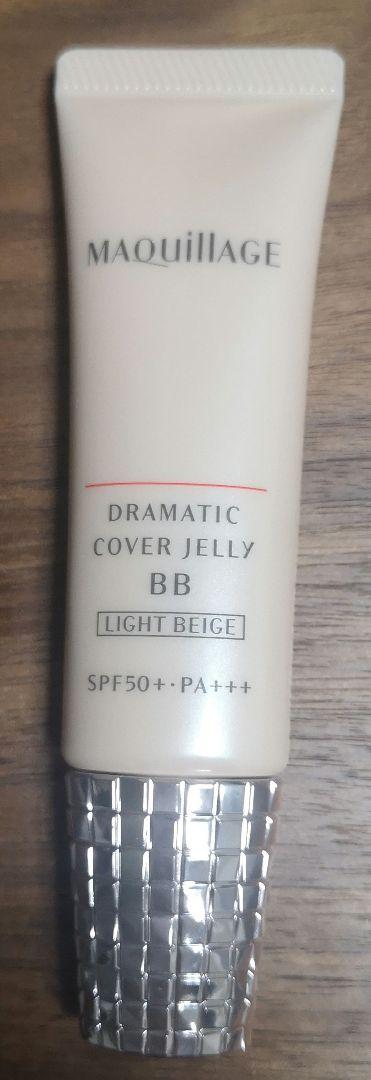 MAQuillAGE
DRAMATIC
COVER JELLY
BB
LIGHT BEIGE
SPF50+·PA+++